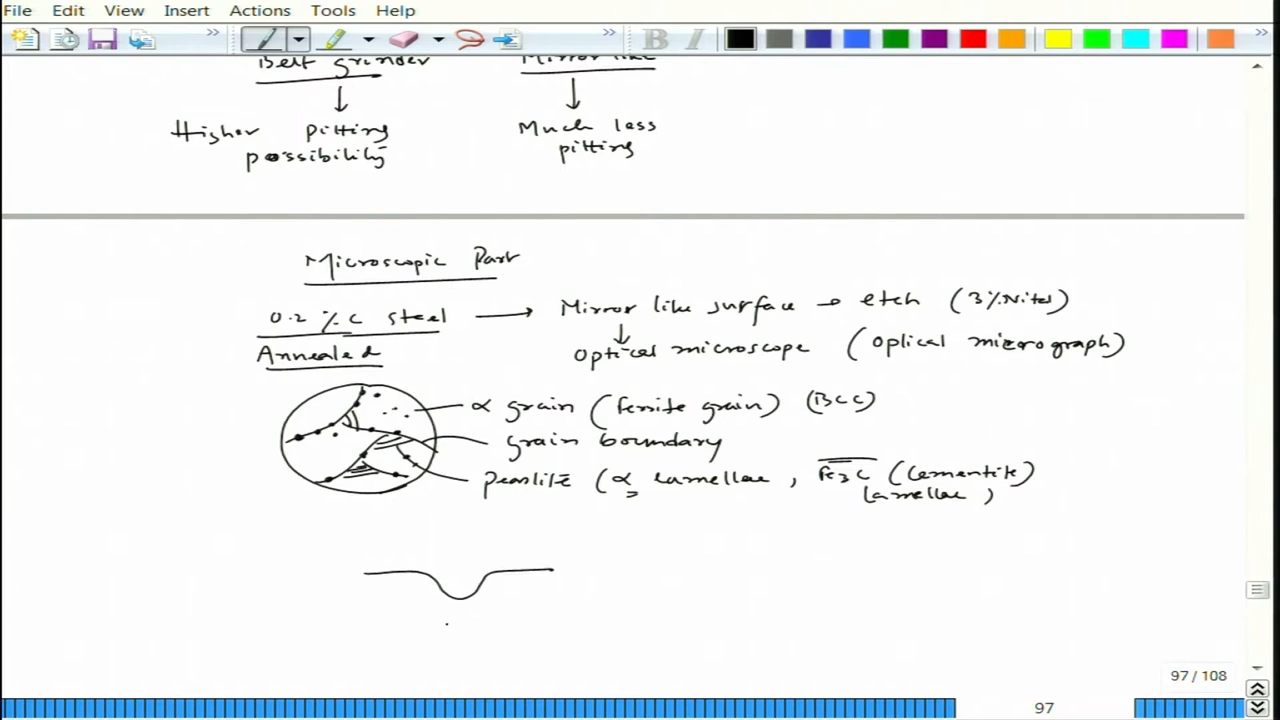 File Edit View Insert Actions Tools Help
Belt grinder Mirror like
Higher pitting possibility
Much less pitting
Microscopic Part
0.2 % C steel → Mirror like surface → etch (3% Nital)
Annealed
Optical microscope (Optical micrograph)
α grain (ferrite grain) (BCC)
grain boundary
Pearlite (α lamellae, Fe3C (Cementite) lamellae)
97 / 108
97